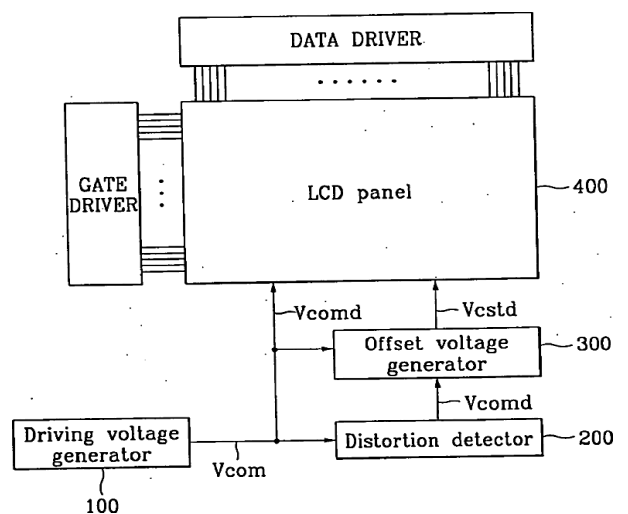 DATA DRIVER
GATE
DRIVER
LCD panel
400
Vcomd
Vcstd
Offset voltage
generator
300
Vcomd
Driving voltage
generator
Vcom
Distortion detector
200
100